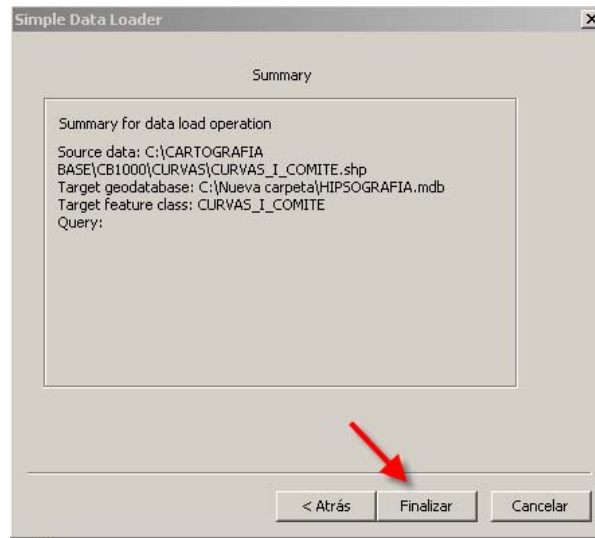 Simple Data Loader
Summary
Summary for data load operation
Source data: C:\CARTOGRAFIA
BASE\CB1000\CURVAS\CURVAS_I_COMITE.shp
Target geodatabase: C:\Nueva carpeta\HIPSOGRAFIA.mdb
Target feature class: CURVAS_I_COMITE
Query:
< Atrás
Finalizar
Cancelar